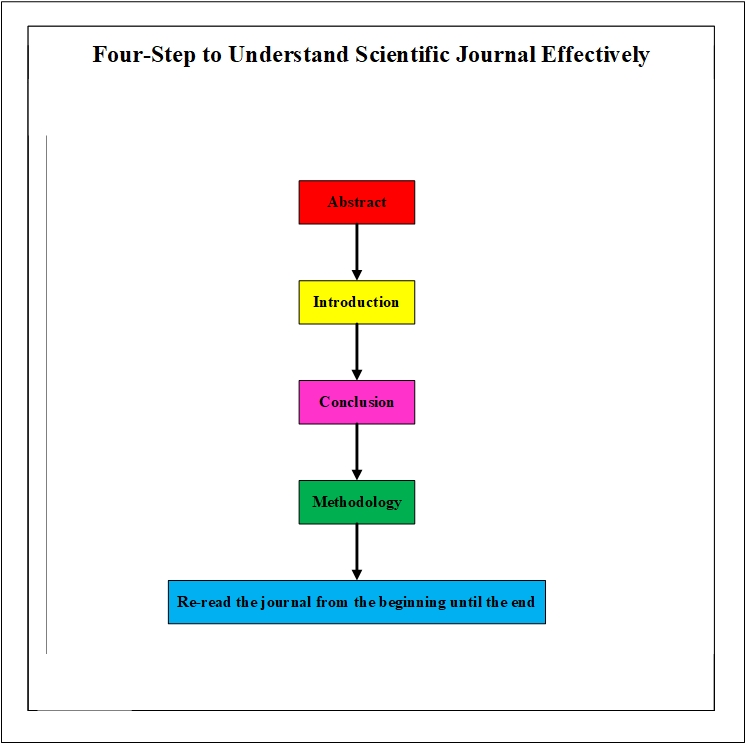 Four-Step to Understand Scientific Journal Effectively
Abstract
Introduction
Conclusion
Methodology
Re-read the journal from the beginning until the end